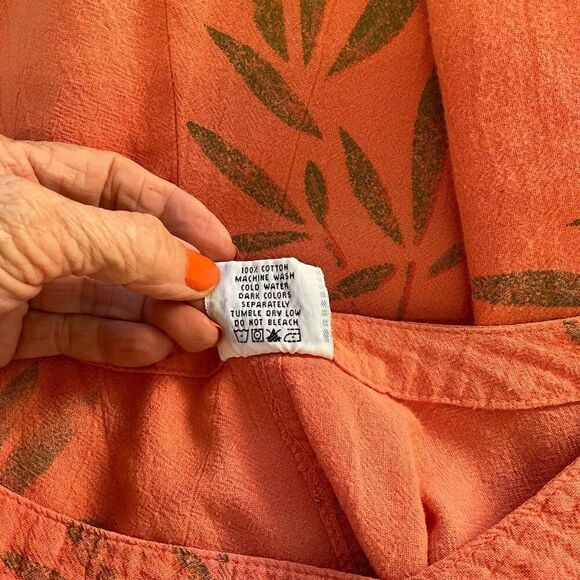 100% COTTON
MACHINE WASH
COLD WATER
DARK COLORS
SEPARATELY
TUMBLE DRY LOW
DO NOT BLEACH